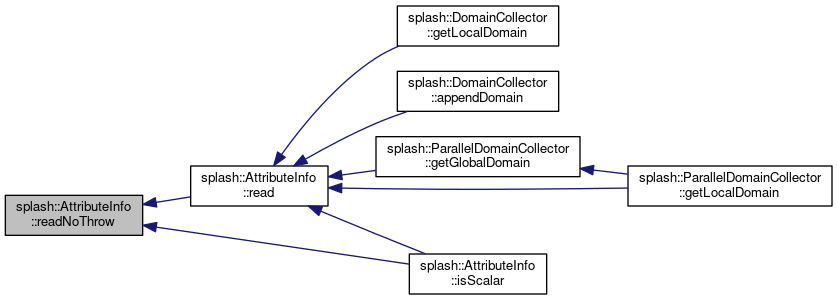 splash::DomainCollector
::getLocalDomain
splash::DomainCollector
::appendDomain
splash::ParallelDomainCollector
::getGlobalDomain
splash::AttributeInfo
::read
splash::ParallelDomainCollector
::getLocalDomain
splash::AttributeInfo
::readNoThrow
splash::AttributeInfo
::isScalar